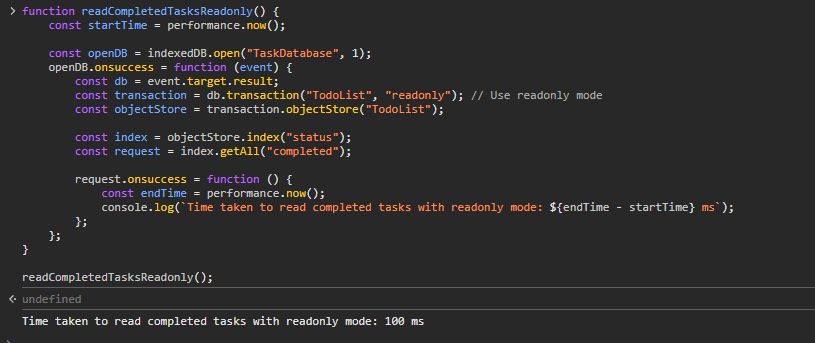 function readCompletedTasksReadonly() {
    const startTime = performance.now();

    const openDB = indexedDB.open("TaskDatabase", 1);
    openDB.onsuccess = function (event) {
        const db = event.target.result;
        const transaction = db.transaction("TodoList", "readonly"); // Use readonly mode
        const objectStore = transaction.objectStore("TodoList");

        const index = objectStore.index("status");
        const request = index.getAll("completed");

        request.onsuccess = function () {
            const endTime = performance.now();
            console.log(`Time taken to read completed tasks with readonly mode: ${endTime - startTime} ms`);
        };
    };
}

readCompletedTasksReadonly();
undefined
Time taken to read completed tasks with readonly mode: 100 ms